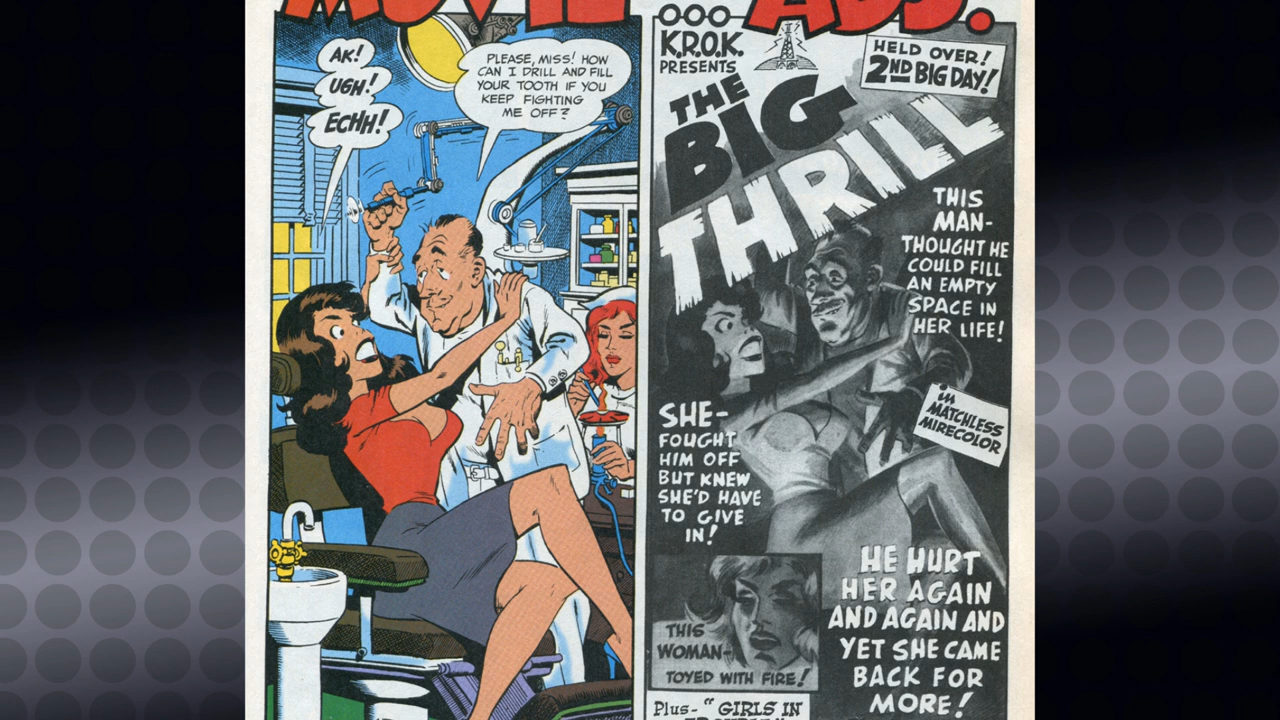 MOVIE
ADS!
AK!
UGH!
ECHH!
PLEASE, MISS! HOW
CAN I DRILL AND FILL
YOUR TOOTH IF YOU
KEEP FIGHTING
ME OFF?
K.R.O.K.
PRESENTS
HELD OVER!
2ND BIG DAY!
THE
BIG
THRILL
THIS
MAN-
THOUGHT HE
COULD FILL
AN EMPTY
SPACE IN
HER LIFE!
in
MATCHLESS
MIRECOLOR
SHE-
FOUGHT
HIM OFF
BUT KNEW
SHE'D HAVE
TO GIVE
IN!
HE HURT
HER AGAIN
AND AGAIN AND
YET SHE CAME
BACK FOR
MORE!
THIS
WOMAN-
TOYED WITH FIRE!
Plus- "GIRLS IN
TROUBLE"